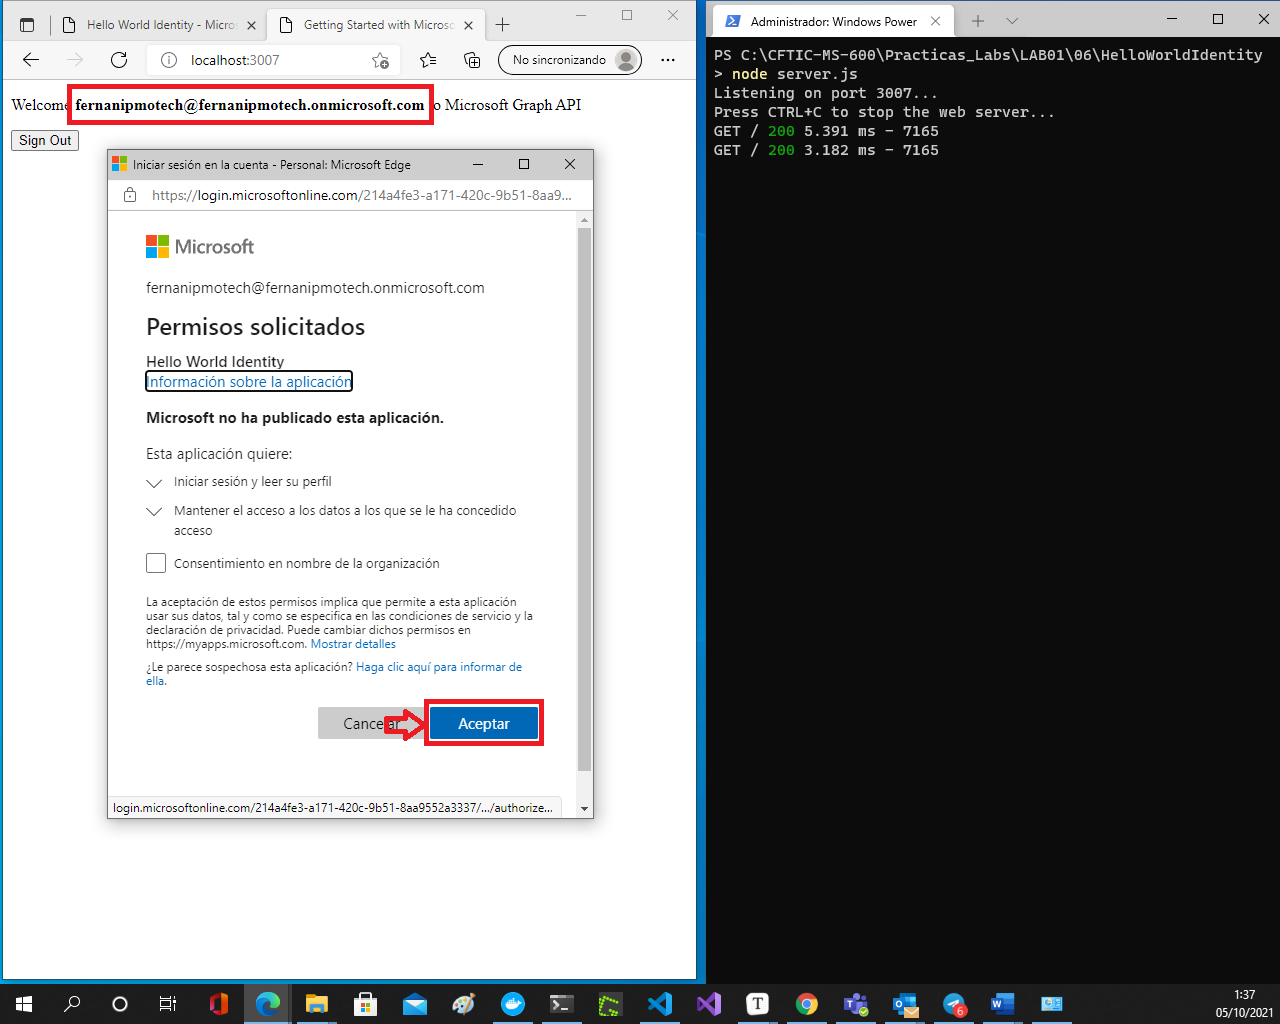 Hello World Identity - Micros
Getting Started with Microso
localhost:3007
No sincronizando
Welcome fernanipmotech@fernanipmotech.onmicrosoft.com to Microsoft Graph API
Sign Out
Iniciar sesión en la cuenta - Personal: Microsoft Edge
https://login.microsoftonline.com/214a4fe3-a171-420c-9b51-8aa9...
Microsoft
fernanipmotech@fernanipmotech.onmicrosoft.com
Permisos solicitados
Hello World Identity
Información sobre la aplicación
Microsoft no ha publicado esta aplicación.
Esta aplicación quiere:
Iniciar sesión y leer su perfil
Mantener el acceso a los datos a los que se le ha concedido
acceso
Consentimiento en nombre de la organización
La aceptación de estos permisos implica que permite a esta aplicación
usar sus datos, tal y como se especifica en las condiciones de servicio y la
declaración de privacidad. Puede cambiar dichos permisos en
https://myapps.microsoft.com. Mostrar detalles
¿Le parece sospechosa esta aplicación? Haga clic aquí para informar de
ella.
Cancelar
Aceptar
login.microsoftonline.com/214a4fe3-a171-420c-9b51-8aa9552a3337/.../authorize...
Administrador: Windows Power
PS C:\CFTIC-MS-600\Practicas_Labs\LAB01\06\HelloWorldIdentity
> node server.js
Listening on port 3007...
Press CTRL+C to stop the web server...
GET / 200 5.391 ms - 7165
GET / 200 3.182 ms - 7165
1:37
05/10/2021